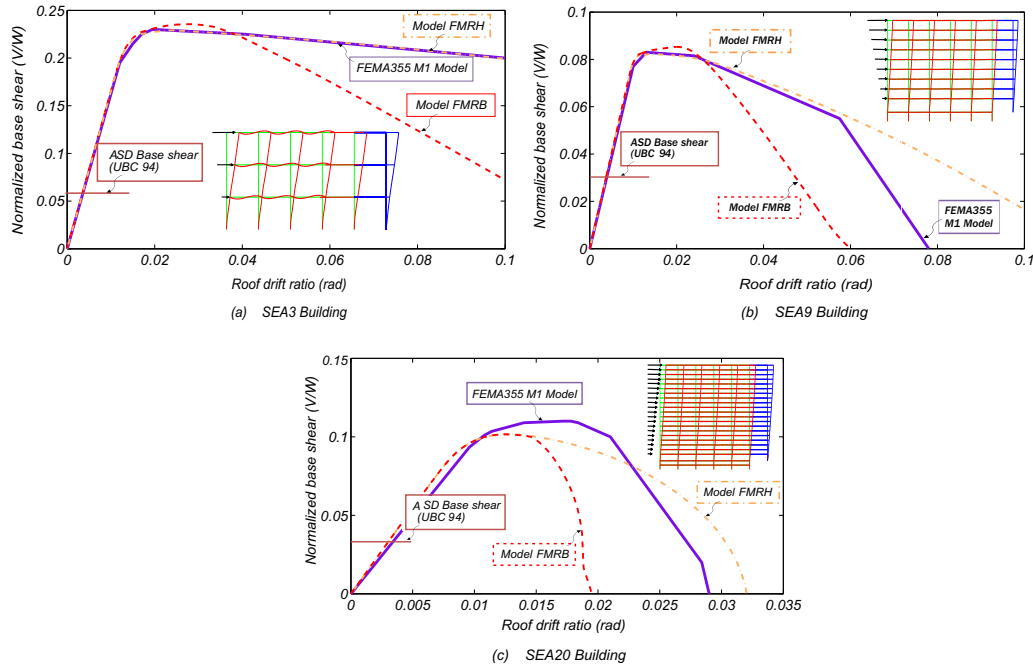 0.25
0.20
0.15
0.10
0.05
0
Normalized base shear (V/W)
Model FMRH
FEMA355 M1 Model
Model FMRB
ASD Base shear
(UBC 94)
0
0.02
0.04
0.06
0.08
0.1
Roof drift ratio (rad)
(a) SEA3 Building
0.1
0.08
0.06
0.04
0.02
0
Normalized base shear (V/W)
Model FMRH
ASD Base shear
(UBC 94)
Model FMRB
FEMA355
M1 Model
0
0.02
0.04
0.06
0.08
0.1
Roof drift ratio (rad)
(b) SEA9 Building
0.15
0.1
0.05
0
Normalized base shear (V/W)
FEMA355 M1 Model
Model FMRH
A SD Base shear
(UBC 94)
Model FMRB
0
0.005
0.01
0.015
0.02
0.025
0.03
0.035
Roof drift ratio (rad)
(c) SEA20 Building